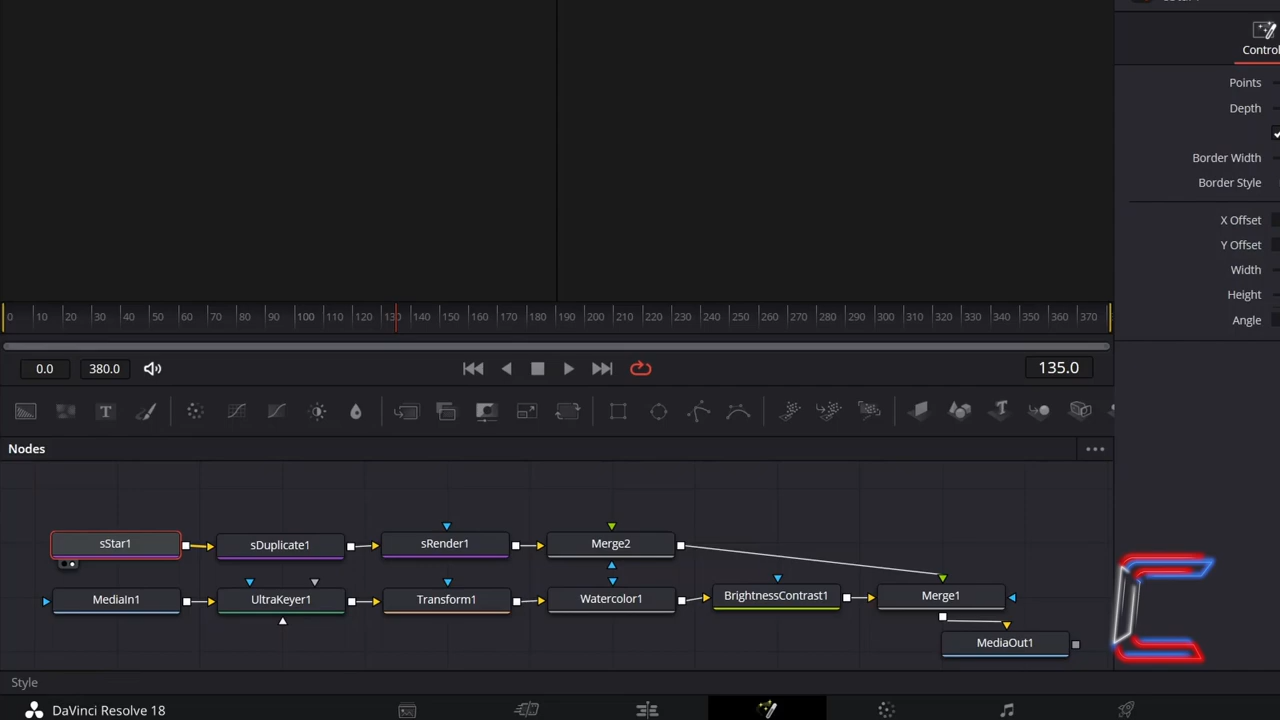 Control
Points
Depth
Border Width
Border Style
X Offset
Y Offset
Width
Height
Angle
0 10 20 30 40 50 60 70 80 90 100 110 120 130 140 150 160 170 180 190 200 210 220 230 240 250 260 270 280 290 300 310 320 330 340 350 360 370
0.0 380.0 135.0
Nodes
sStar1 sDuplicate1 sRender1 Merge2
MediaIn1 UltraKeyer1 Transform1 Watercolor1 BrightnessContrast1 Merge1
MediaOut1
Style
DaVinci Resolve 18